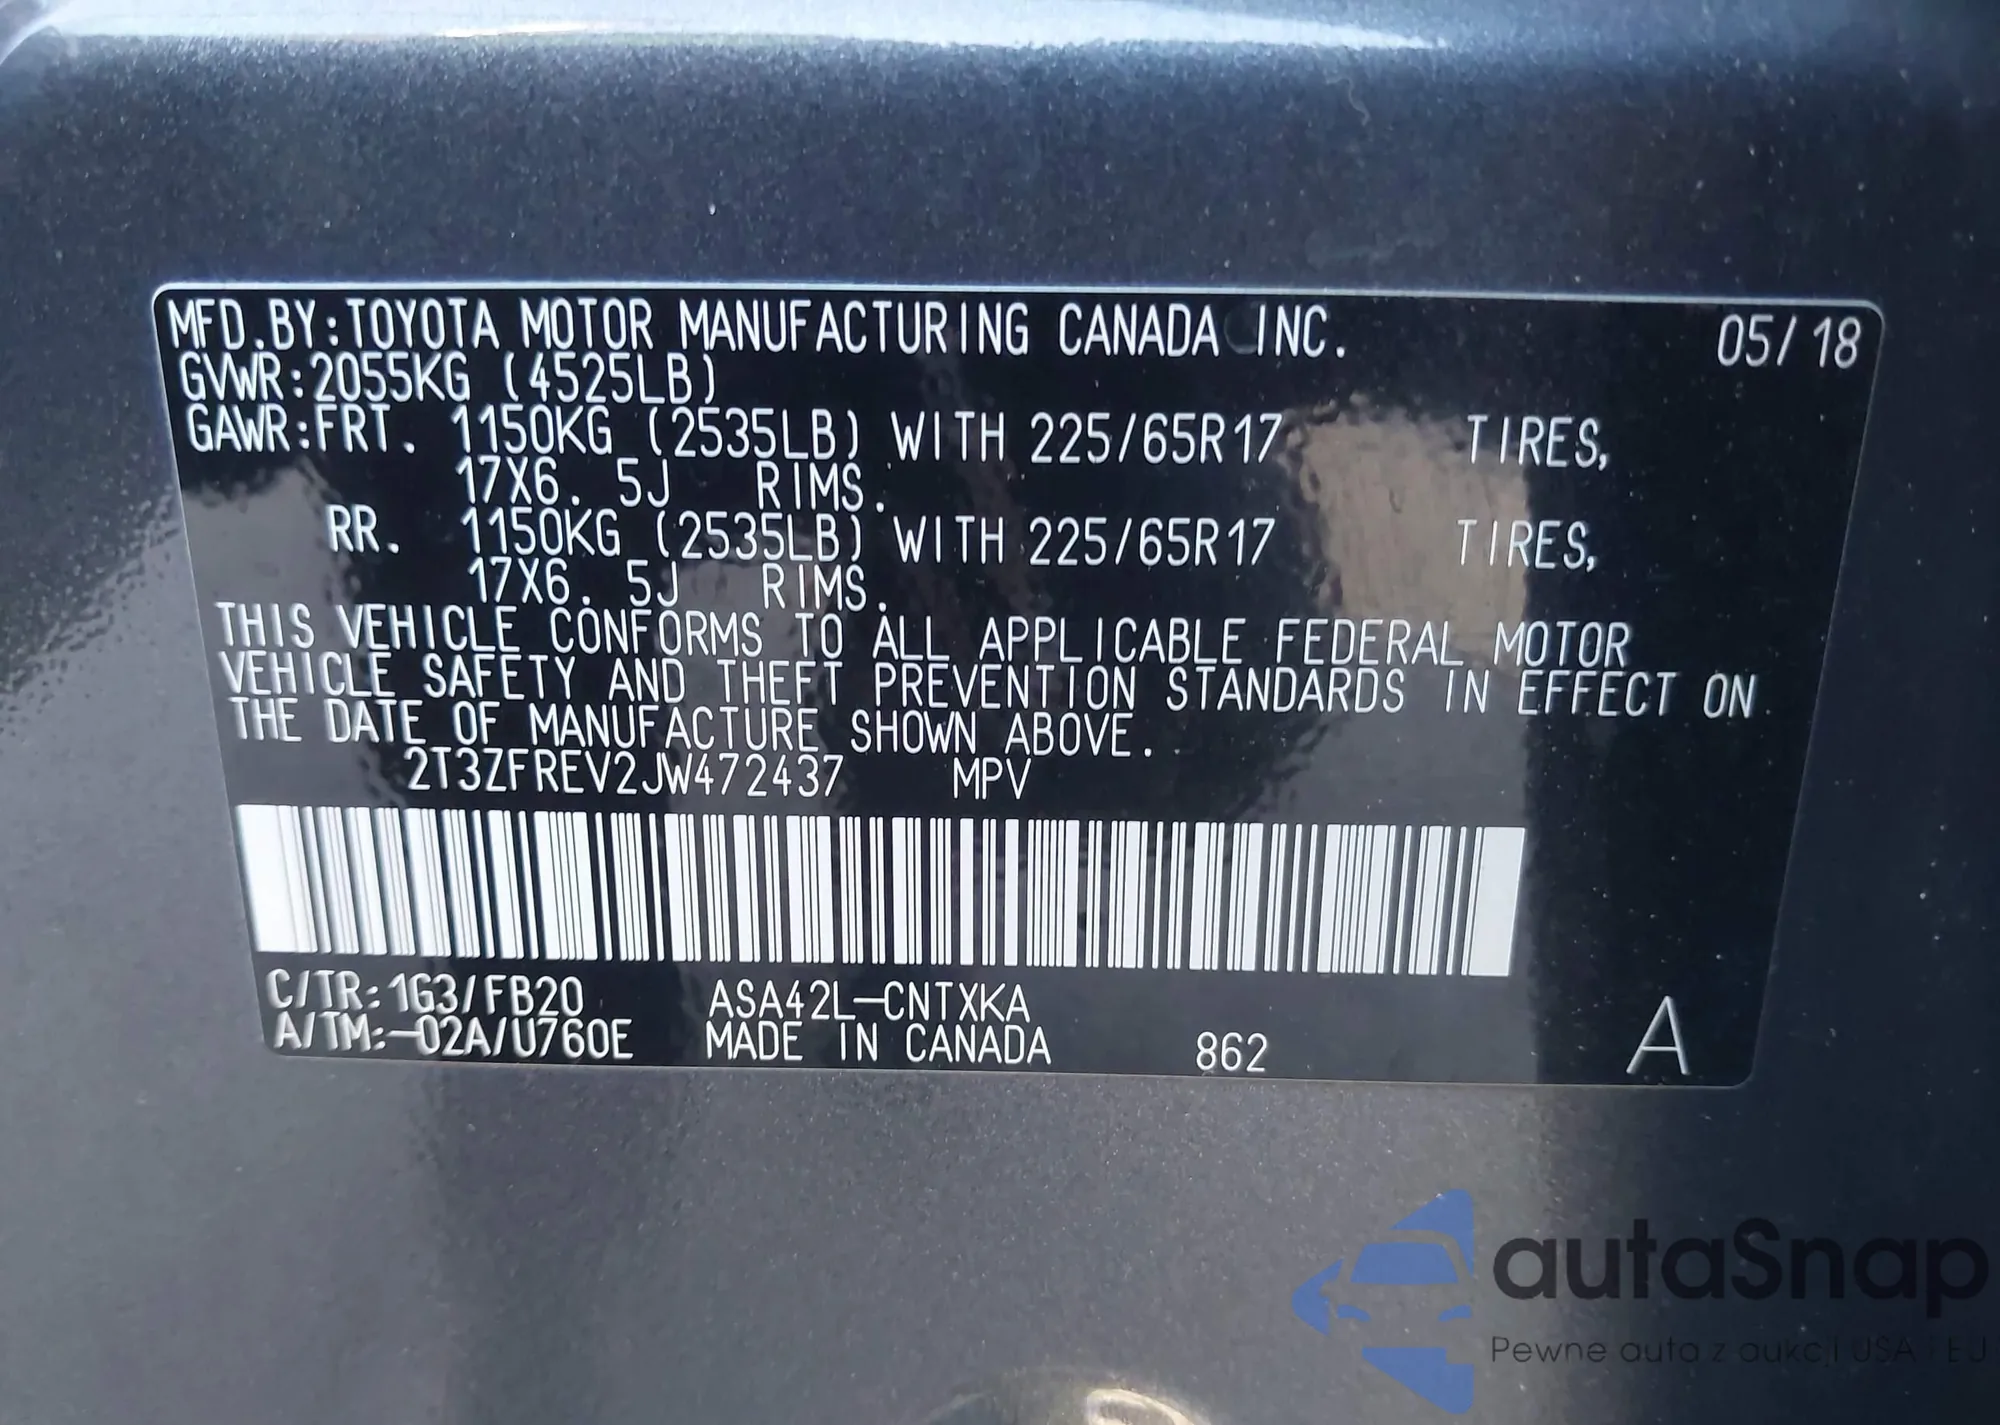 MFD.BY:TOYOTA MOTOR MANUFACTURING CANADA INC. 05/18
GVWR:2055KG (4525LB)
GAWR:FRT. 1150KG (2535LB) WITH 225/65R17 TIRES,
17X6.5J RIMS.
RR. 1150KG (2535LB) WITH 225/65R17 TIRES,
17X6.5J RIMS.
THIS VEHICLE CONFORMS TO ALL APPLICABLE FEDERAL MOTOR
VEHICLE SAFETY AND THEFT PREVENTION STANDARDS IN EFFECT ON
THE DATE OF MANUFACTURE SHOWN ABOVE.
2T3ZFREV2JW472437 MPV
C/TR:1G3/FB20 ASA42L-CNTXKA
A/TM:-02A/U760E MADE IN CANADA 862 A
autaSnap
Pewne auta z aukcji USA i EU